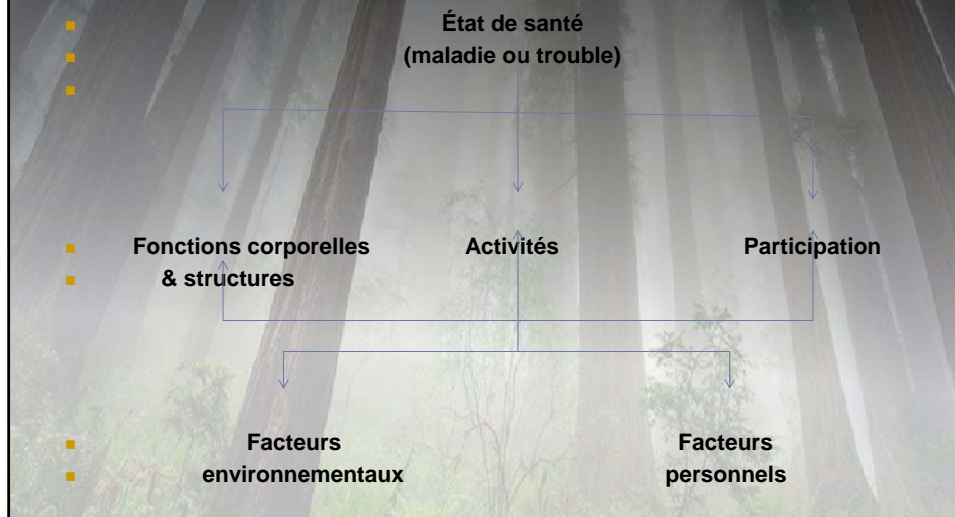 État de santé
(maladie ou trouble)
Fonctions corporelles Activités Participation
& structures
Facteurs Facteurs
environnementaux personnels